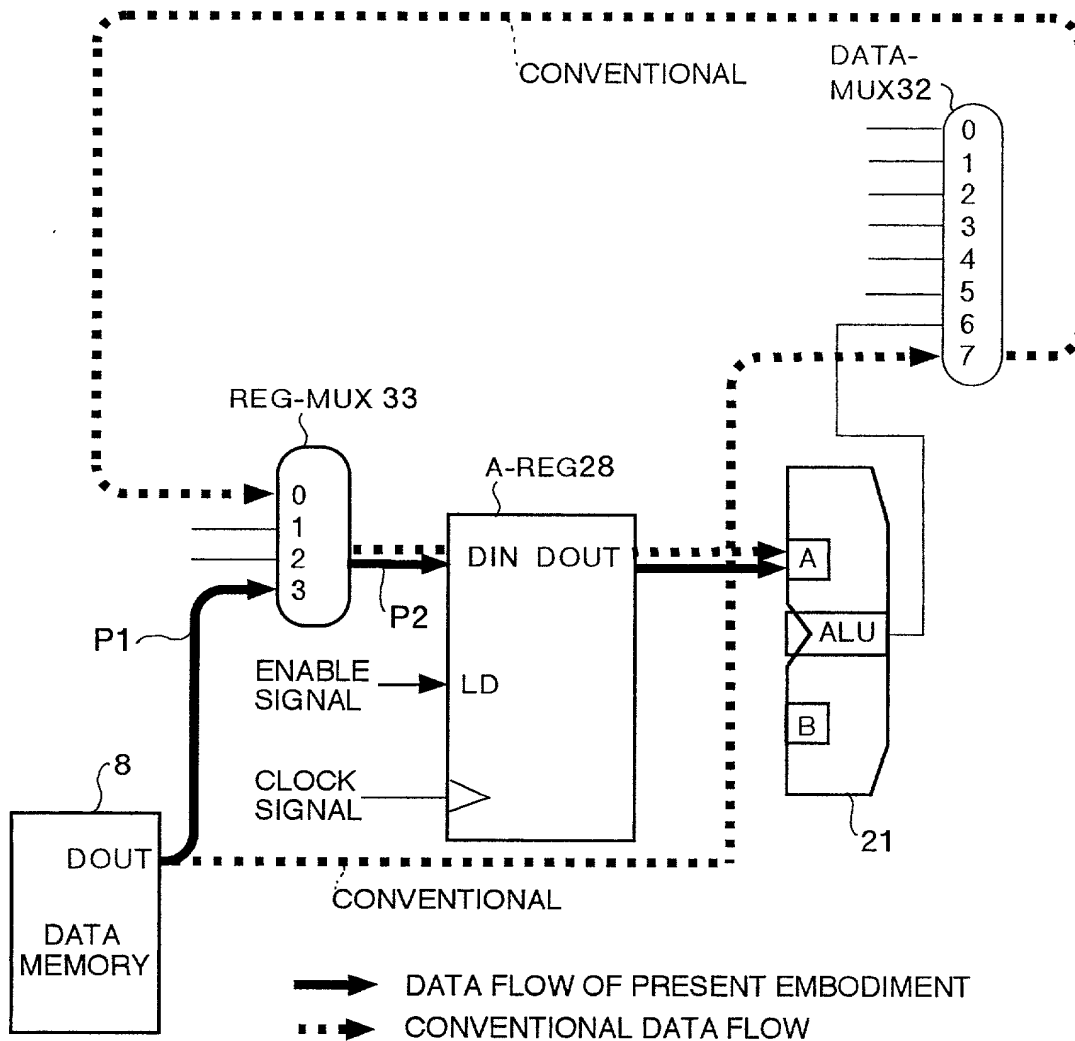 CONVENTIONAL
DATA-
MUX32
0
1
2
3
4
5
6
7
REG-MUX 33
0
1
2
3
A-REG28
DIN DOUT
LD
P1
P2
ENABLE
SIGNAL
CLOCK
SIGNAL
A
ALU
B
21
8
DOUT
DATA
MEMORY
CONVENTIONAL
DATA FLOW OF PRESENT EMBODIMENT
CONVENTIONAL DATA FLOW